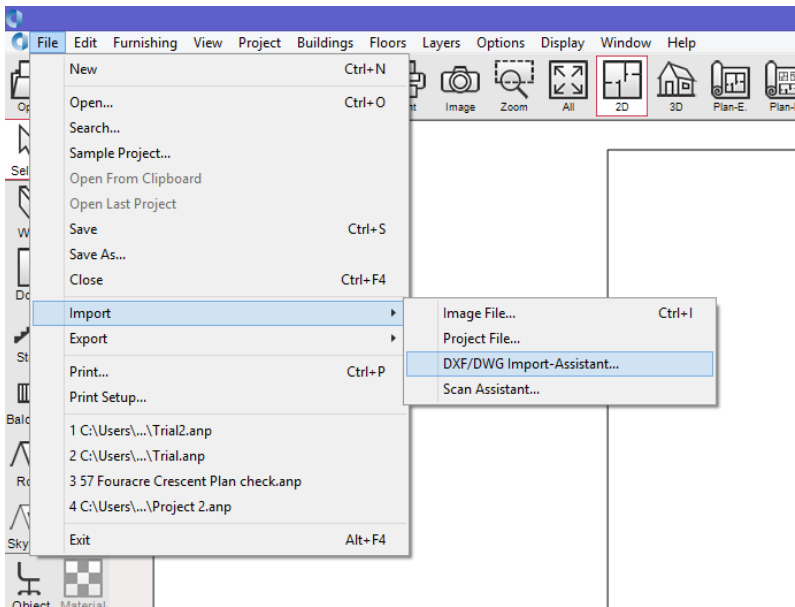 File Edit Furnishing View Project Buildings Floors Layers Options Display Window Help
Image Zoom All 2D 3D Plan-E.
New Ctrl+N
Open... Ctrl+O
Search...
Sample Project...
Open From Clipboard
Open Last Project
Save Ctrl+S
Save As...
Close Ctrl+F4
Import
Export
Print... Ctrl+P
Print Setup...
1 C:\Users\...\Trial2.anp
2 C:\Users\...\Trial.anp
3 57 Fouracre Crescent Plan check.anp
4 C:\Users\...\Project 2.anp
Exit Alt+F4
Image File... Ctrl+I
Project File...
DXF/DWG Import-Assistant...
Scan Assistant...
Object Material